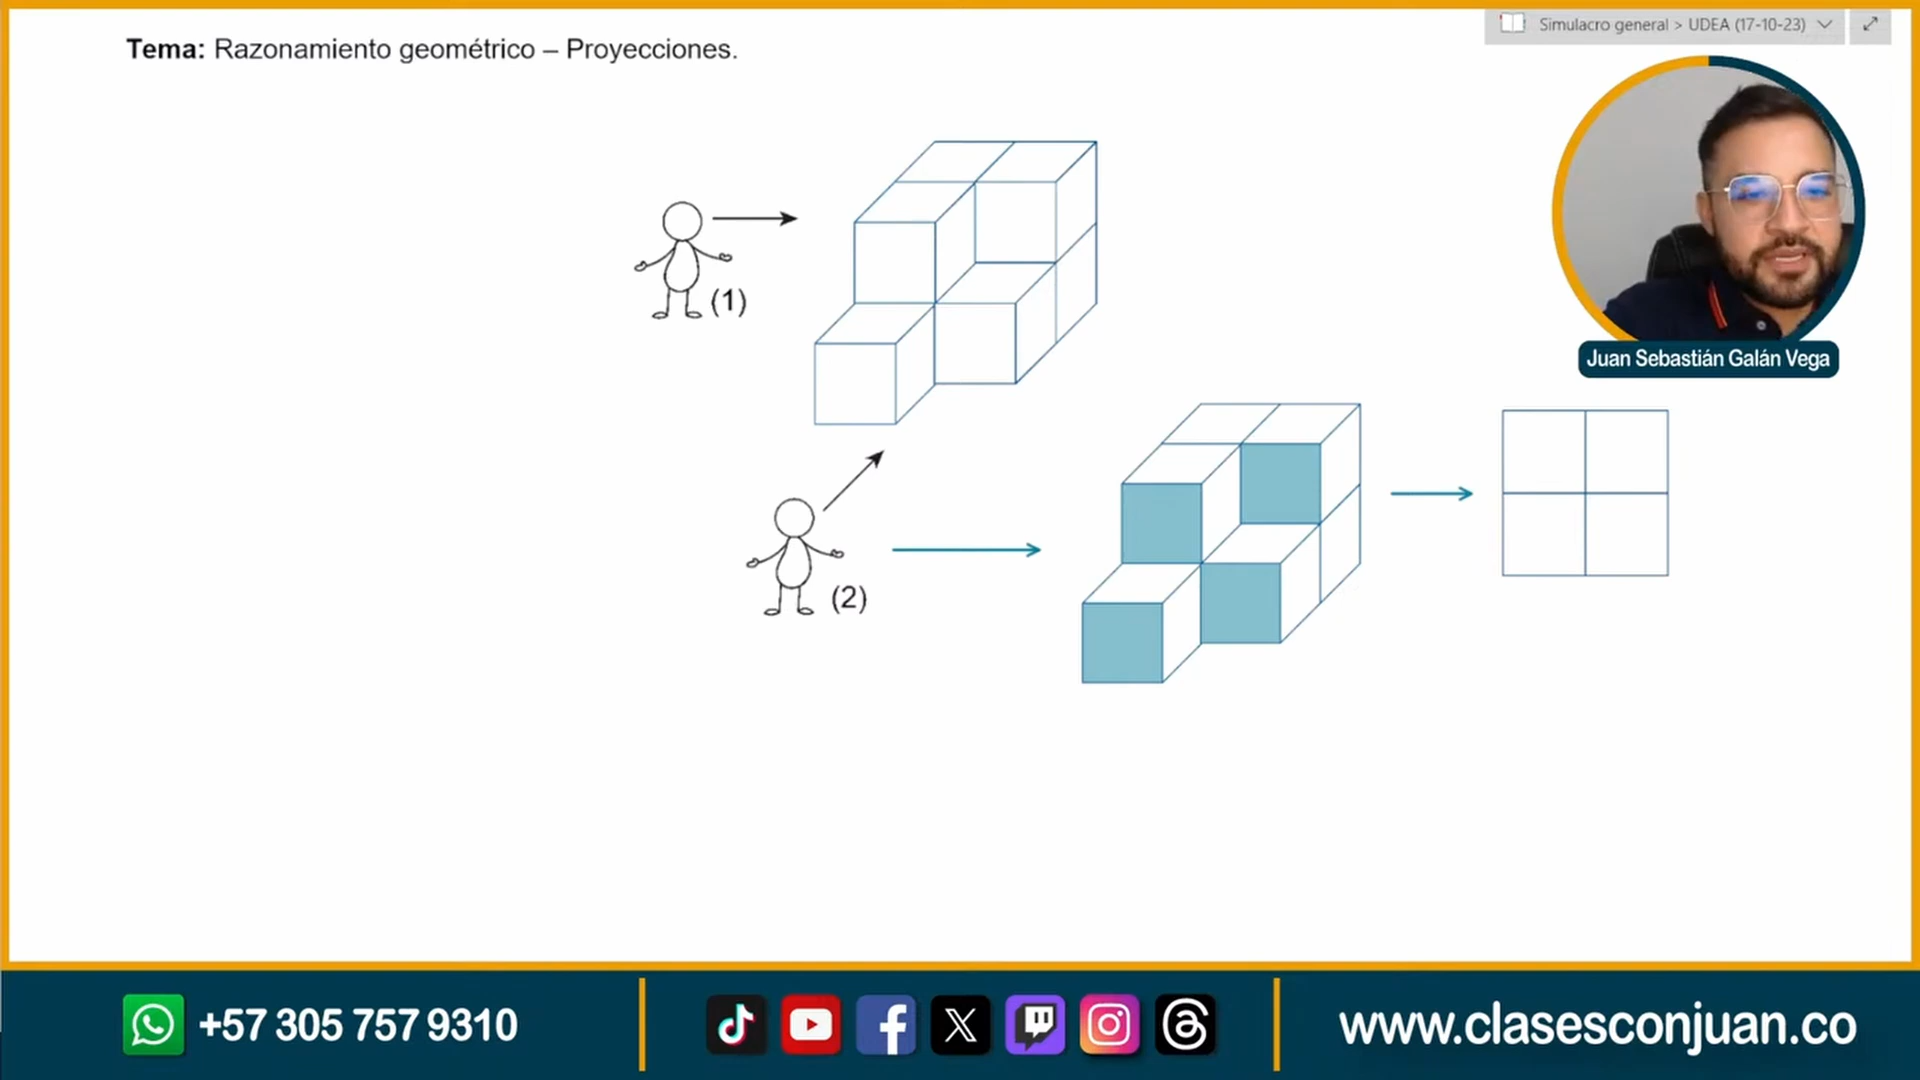 Simulacro general > UDEA (17-10-23)
Tema: Razonamiento geométrico – Proyecciones.
(1)
Juan Sebastián Galán Vega
(2)
+57 305 757 9310
www.clasesconjuan.co